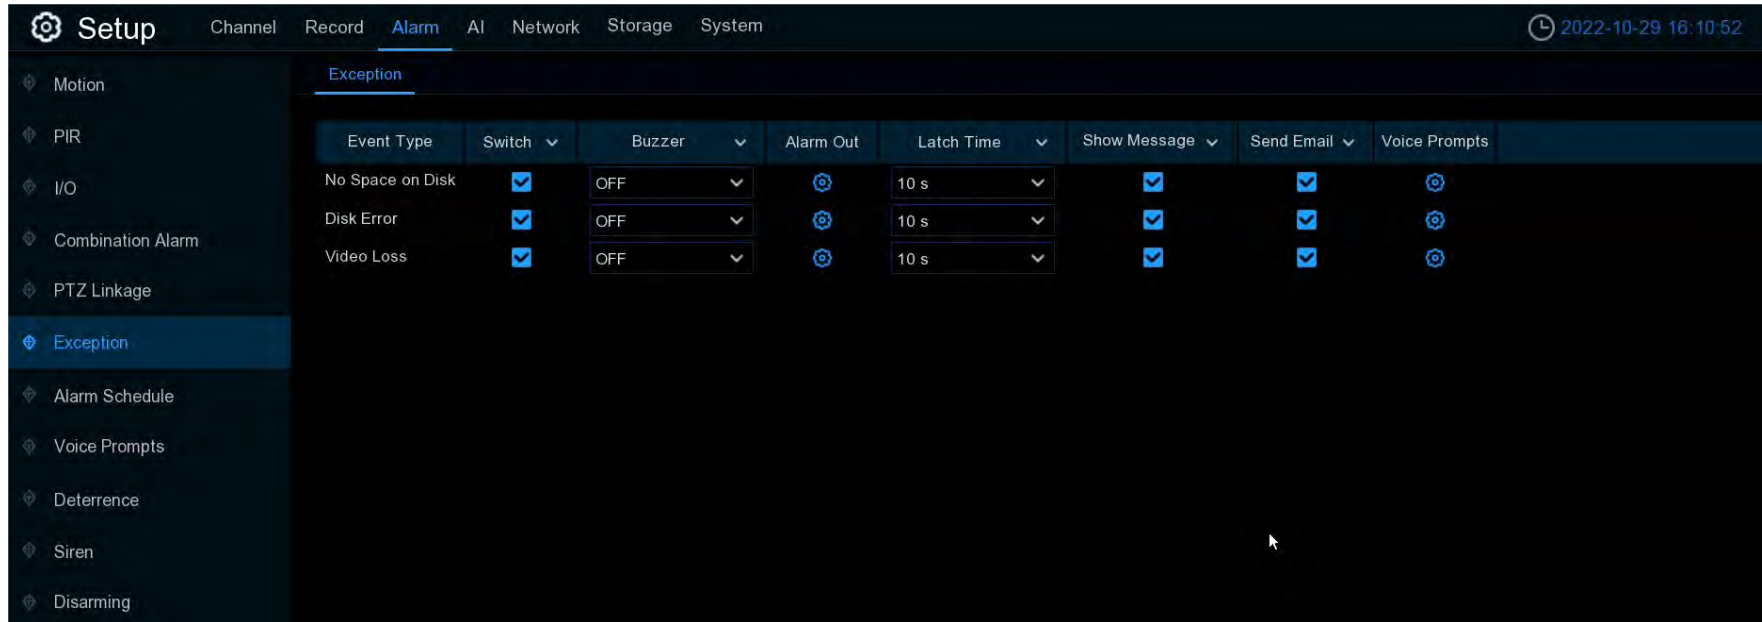 Setup Channel Record Alarm AI Network Storage System 2022-10-29 16:10:52
Motion
PIR
I/O
Combination Alarm
PTZ Linkage
Exception
Alarm Schedule
Voice Prompts
Deterrence
Siren
Disarming
Exception
Event Type Switch Buzzer Alarm Out Latch Time Show Message Send Email Voice Prompts
No Space on Disk OFF 10 s
Disk Error OFF 10 s
Video Loss OFF 10 s